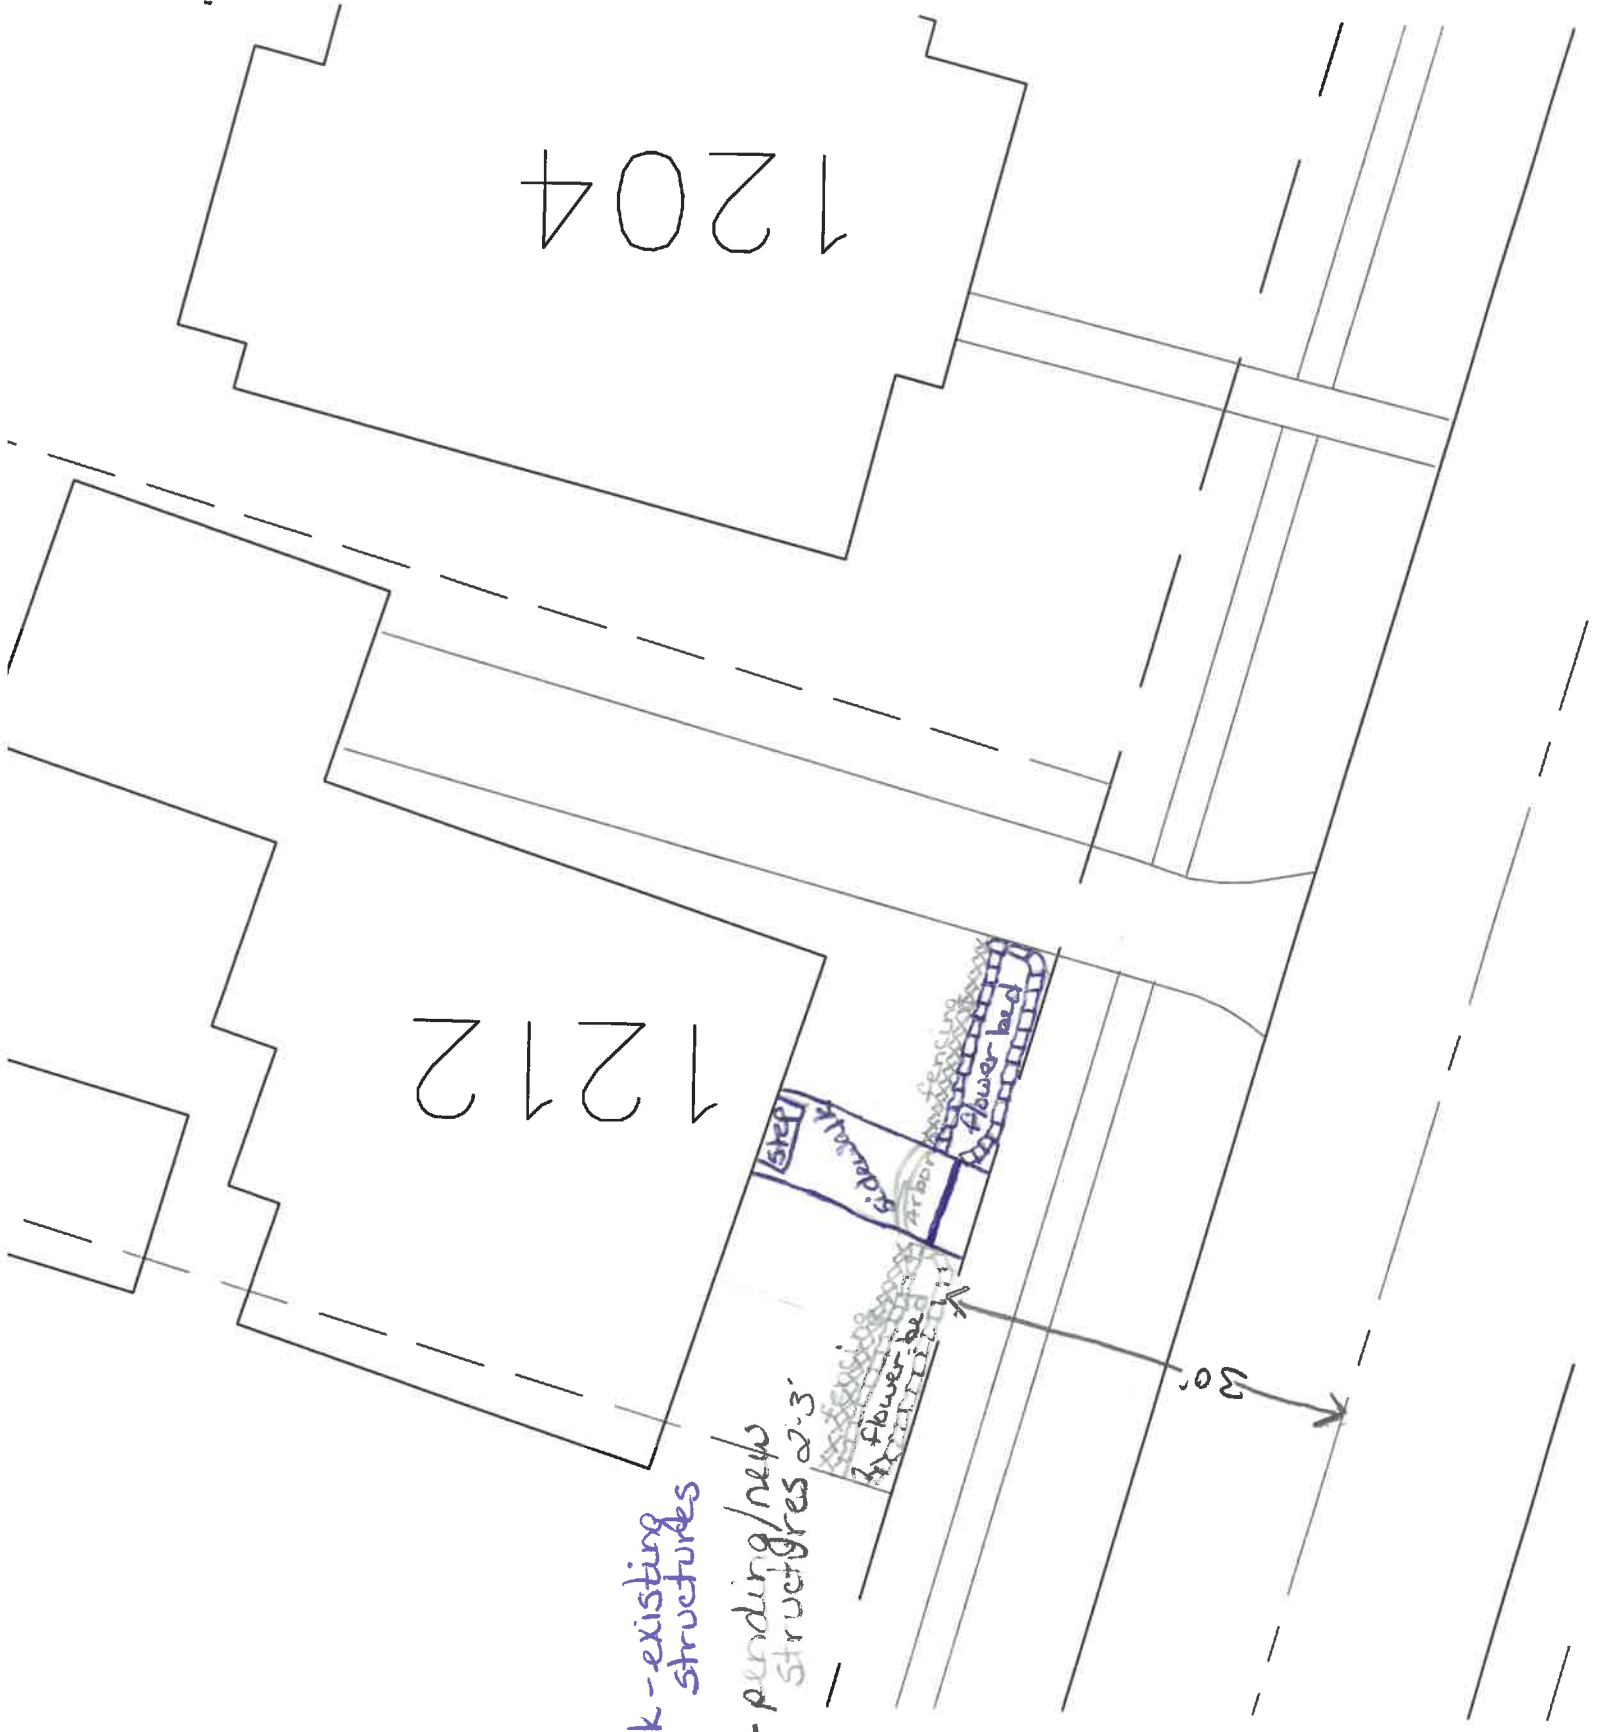 1204
1212
step
sidewalk
Arbor
fencing
flower bed
fencing
flower bed
30'
k - existing
structures
- pending/new
structures 2-3'